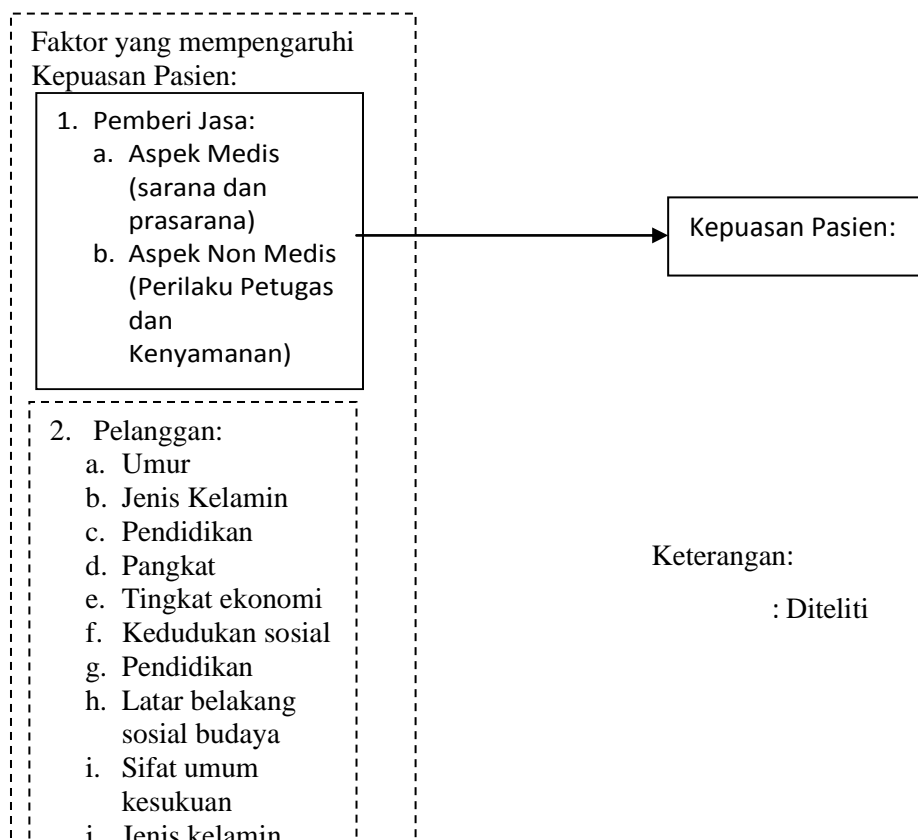 Faktor yang mempengaruhi
Kepuasan Pasien:
1. Pemberi Jasa:
a. Aspek Medis
(sarana dan
prasarana)
b. Aspek Non Medis
(Perilaku Petugas
dan
Kenyamanan)
Kepuasan Pasien:
2. Pelanggan:
a. Umur
b. Jenis Kelamin
c. Pendidikan
d. Pangkat
e. Tingkat ekonomi
f. Kedudukan sosial
g. Pendidikan
h. Latar belakang
sosial budaya
i. Sifat umum
kesukuan
j. Jenis kelamin
Keterangan:
: Diteliti